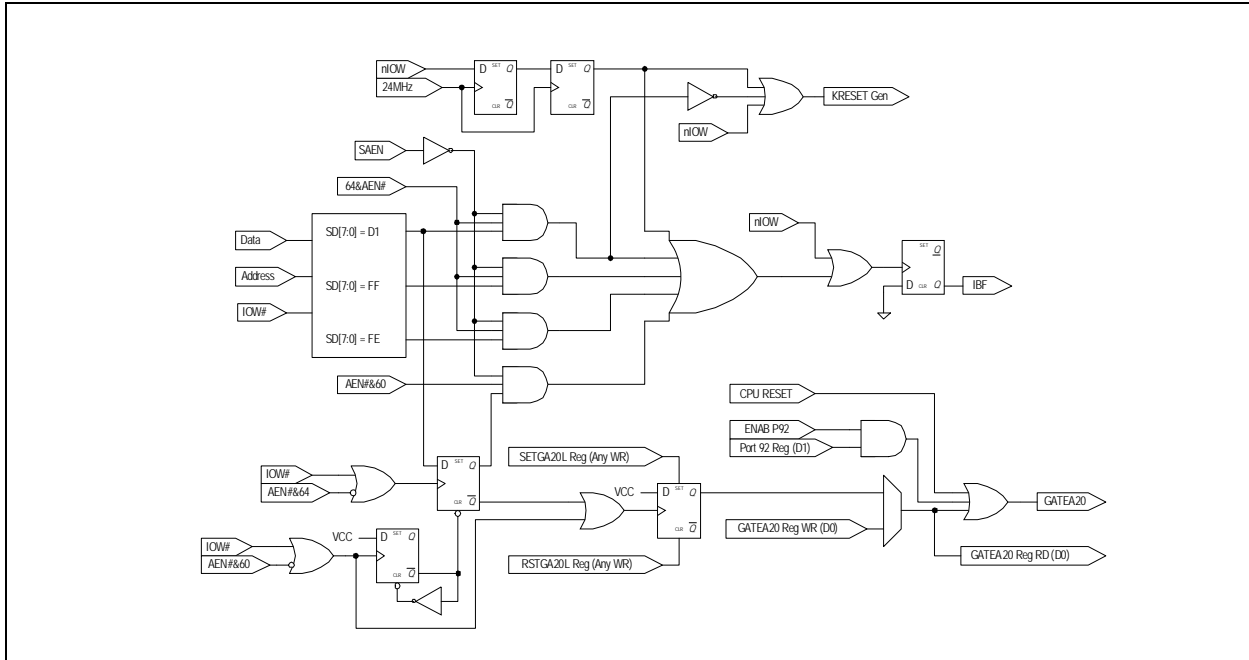 nIOW
24MHz
D SET Q
CLR Q
D SET Q
CLR Q
KRESET Gen
nIOW
SAEN
64&AEN#
Data
Address
IOW#
SD[7:0] = D1
SD[7:0] = FF
SD[7:0] = FE
AEN#&60
nIOW
SET Q
D CLR Q
IBF
CPU RESET
ENAB P92
Port 92 Reg (D1)
IOW#
AEN#&64
D SET Q
CLR Q
SETGA20L Reg (Any WR)
VCC
D SET Q
CLR Q
RSTGA20L Reg (Any WR)
GATEA20 Reg WR (D0)
GATEA20
GATEA20 Reg RD (D0)
IOW#
AEN#&60
VCC
D SET Q
CLR Q